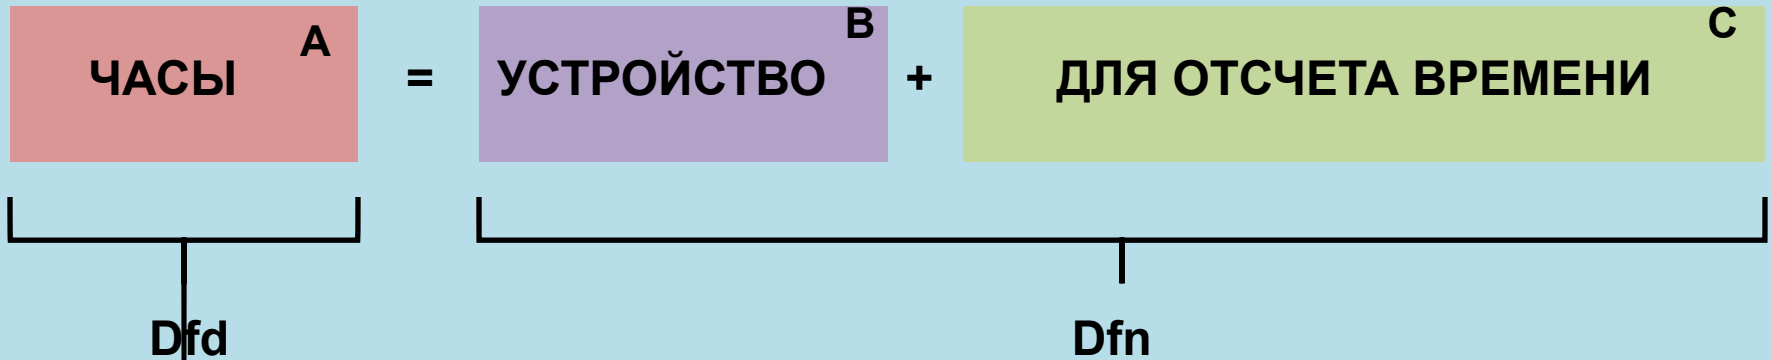 ЧАСЫ A = УСТРОЙСТВО B + ДЛЯ ОТСЧЕТА ВРЕМЕНИ C
Dfd Dfn